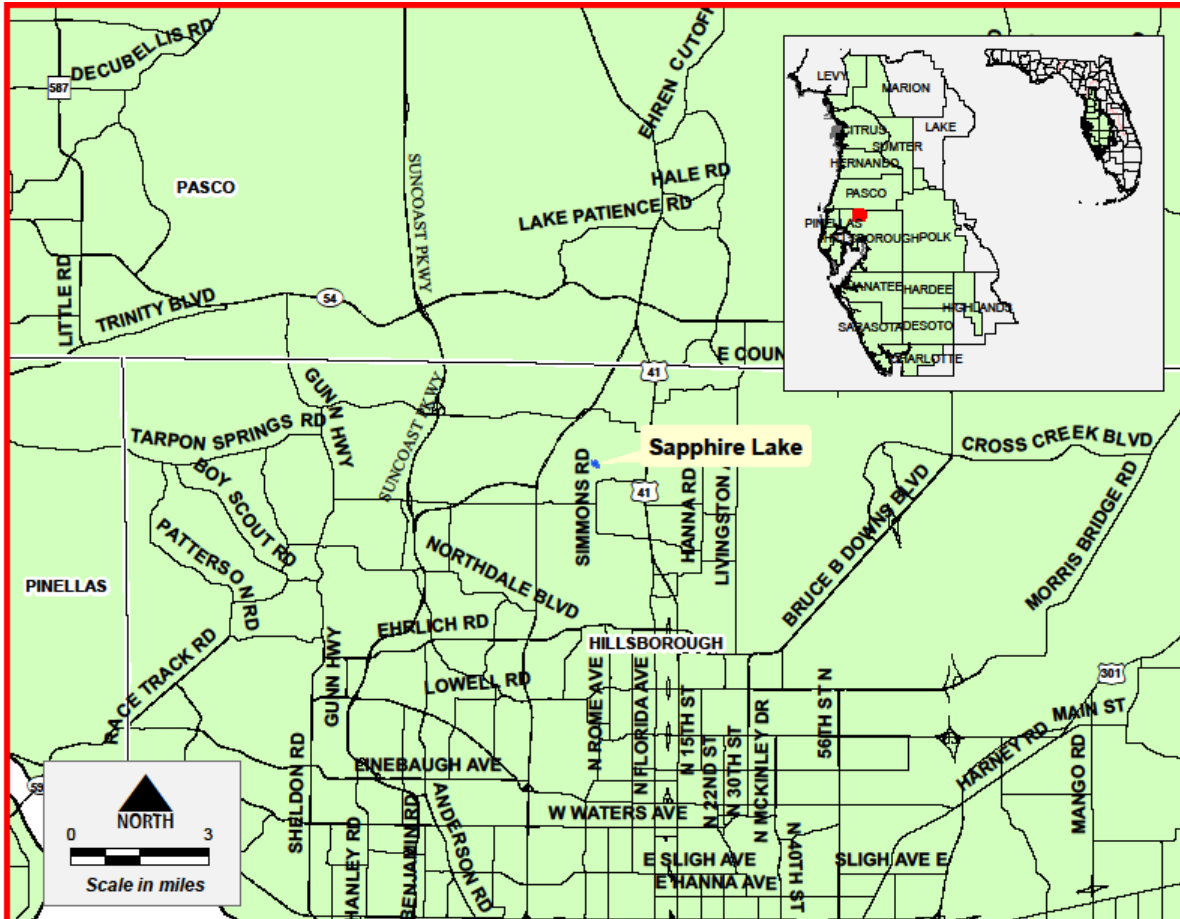 DECUBELLIS RD
587
EHREN CUTOFF
LEVY
MARION
CITRUS
LAKE
SUMTER
HERNANDO
PASCO
PINELLAS
HILLSBOROUGH
POLK
MANATEE
HARDEE
HIGHLANDS
SARASOTA
DESOTO
CHARLOTTE
PASCO
SUNCOAST PKWY
HALE RD
LAKE PATIENCE RD
LITTLE RD
TRINITY BLVD
54
E COUN
41
GUNN HWY
SUNCOAST PKWY
TARPON SPRINGS RD
BOY SCOUT RD
Sapphire Lake
CROSS CREEK BLVD
SIMMONS RD
41
HANNA RD
LIVINGSTON A
BRUCE B DOWNS BLVD
MORRIS BRIDGE RD
PATTERSON RD
NORTHDALE BLVD
PINELLAS
EHRLICH RD
HILLSBOROUGH
RACE TRACK RD
GUNN HWY
LOWELL RD
N ROME AVE
N FLORIDA AVE
N 15TH ST
N 22ND ST
N 30TH ST
N MCKINLEY DR
56TH ST N
301
MAIN ST
HARNEY RD
MANGO RD
SHELDON RD
LINEBAUGH AVE
ANDERSON RD
W WATERS AVE
59
NORTH
0 3
Scale in miles
HANLEY RD
BENJAMIN RD
E SLIGH AVE
SLIGH AVE E
E HANNA AVE
N 40TH ST